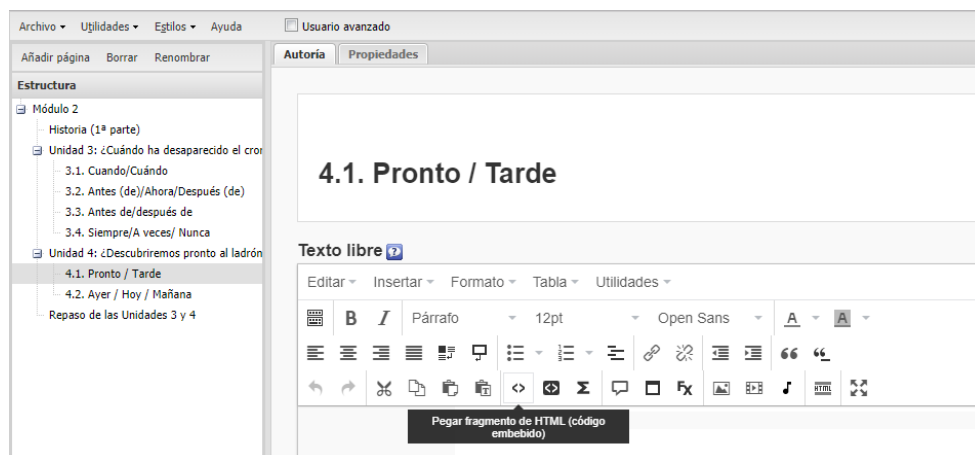 Archivo Utilidades Estilos Ayuda
Usuario avanzado
Añadir página Borrar Renombrar
Autoría Propiedades
Estructura
Módulo 2
Historia (1ª parte)
Unidad 3: ¿Cuándo ha desaparecido el cror
3.1. Cuando/Cuándo
3.2. Antes (de)/Ahora/Después (de)
3.3. Antes de/después de
3.4. Siempre/A veces/ Nunca
Unidad 4: ¿Descubriremos pronto al ladrón
4.1. Pronto / Tarde
4.2. Ayer / Hoy / Mañana
Repaso de las Unidades 3 y 4
4.1. Pronto / Tarde
Texto libre
Editar Insertar Formato Tabla Utilidades
B I Párrafo 12pt Open Sans A A
Fx HTML
Pegar fragmento de HTML (código
embebido)